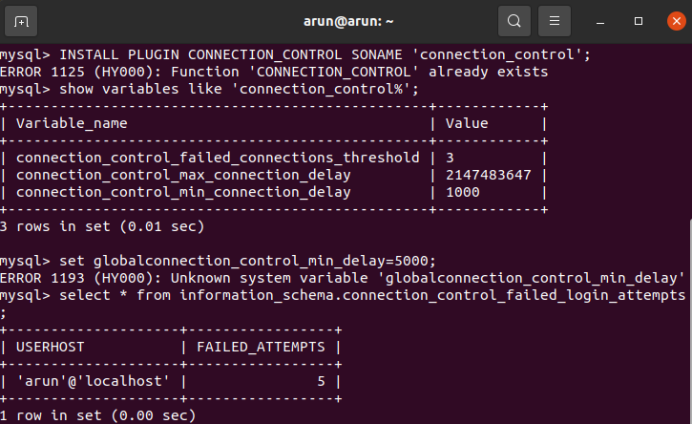 arun@arun: ~
mysql> INSTALL PLUGIN CONNECTION_CONTROL SONAME 'connection_control';
ERROR 1125 (HY000): Function 'CONNECTION_CONTROL' already exists
mysql> show variables like 'connection_control%';
+-------------------------------------------------+------------+
| Variable_name                                   | Value      |
+-------------------------------------------------+------------+
| connection_control_failed_connections_threshold | 3          |
| connection_control_max_connection_delay         | 2147483647 |
| connection_control_min_connection_delay         | 1000       |
+-------------------------------------------------+------------+
3 rows in set (0.01 sec)
mysql> set globalconnection_control_min_delay=5000;
ERROR 1193 (HY000): Unknown system variable 'globalconnection_control_min_delay'
mysql> select * from information_schema.connection_control_failed_login_attempts
;
+--------------------+-----------------+
| USERHOST           | FAILED_ATTEMPTS |
+--------------------+-----------------+
| 'arun'@'localhost' |               5 |
+--------------------+-----------------+
1 row in set (0.00 sec)